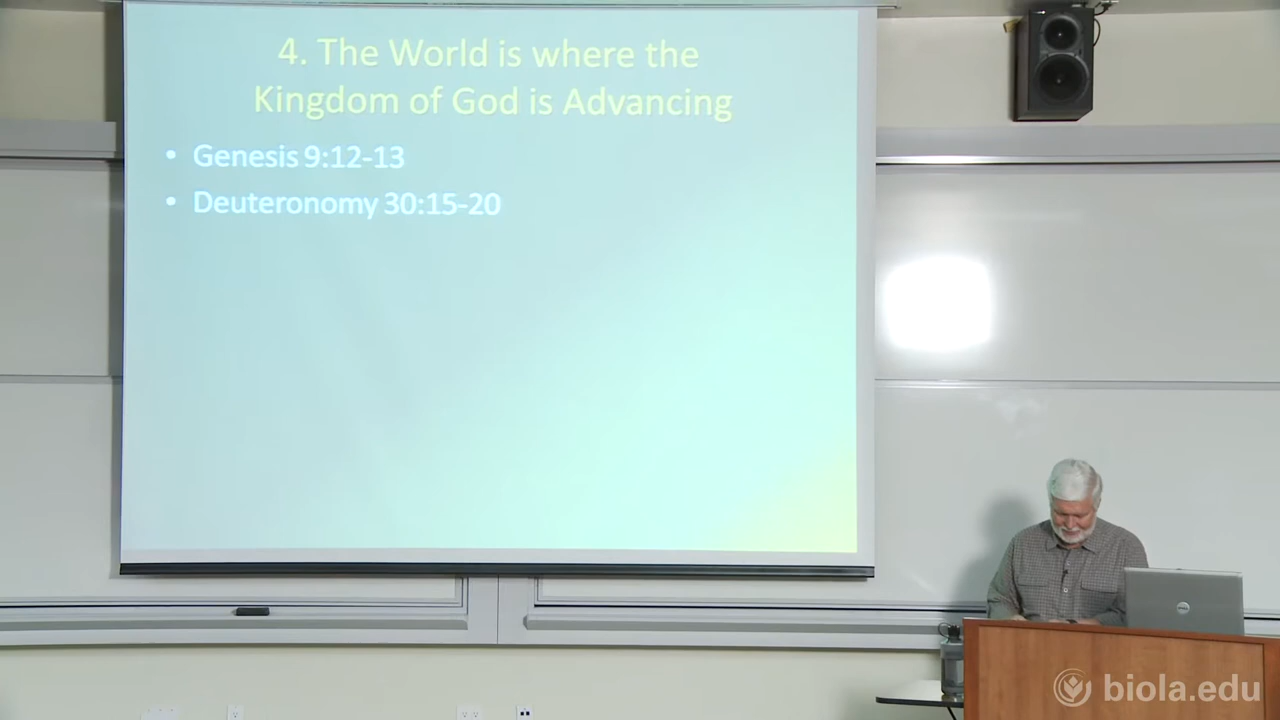 4. The World is where the
Kingdom of God is Advancing
• Genesis 9:12-13
• Deuteronomy 30:15-20
DELL
biola.edu